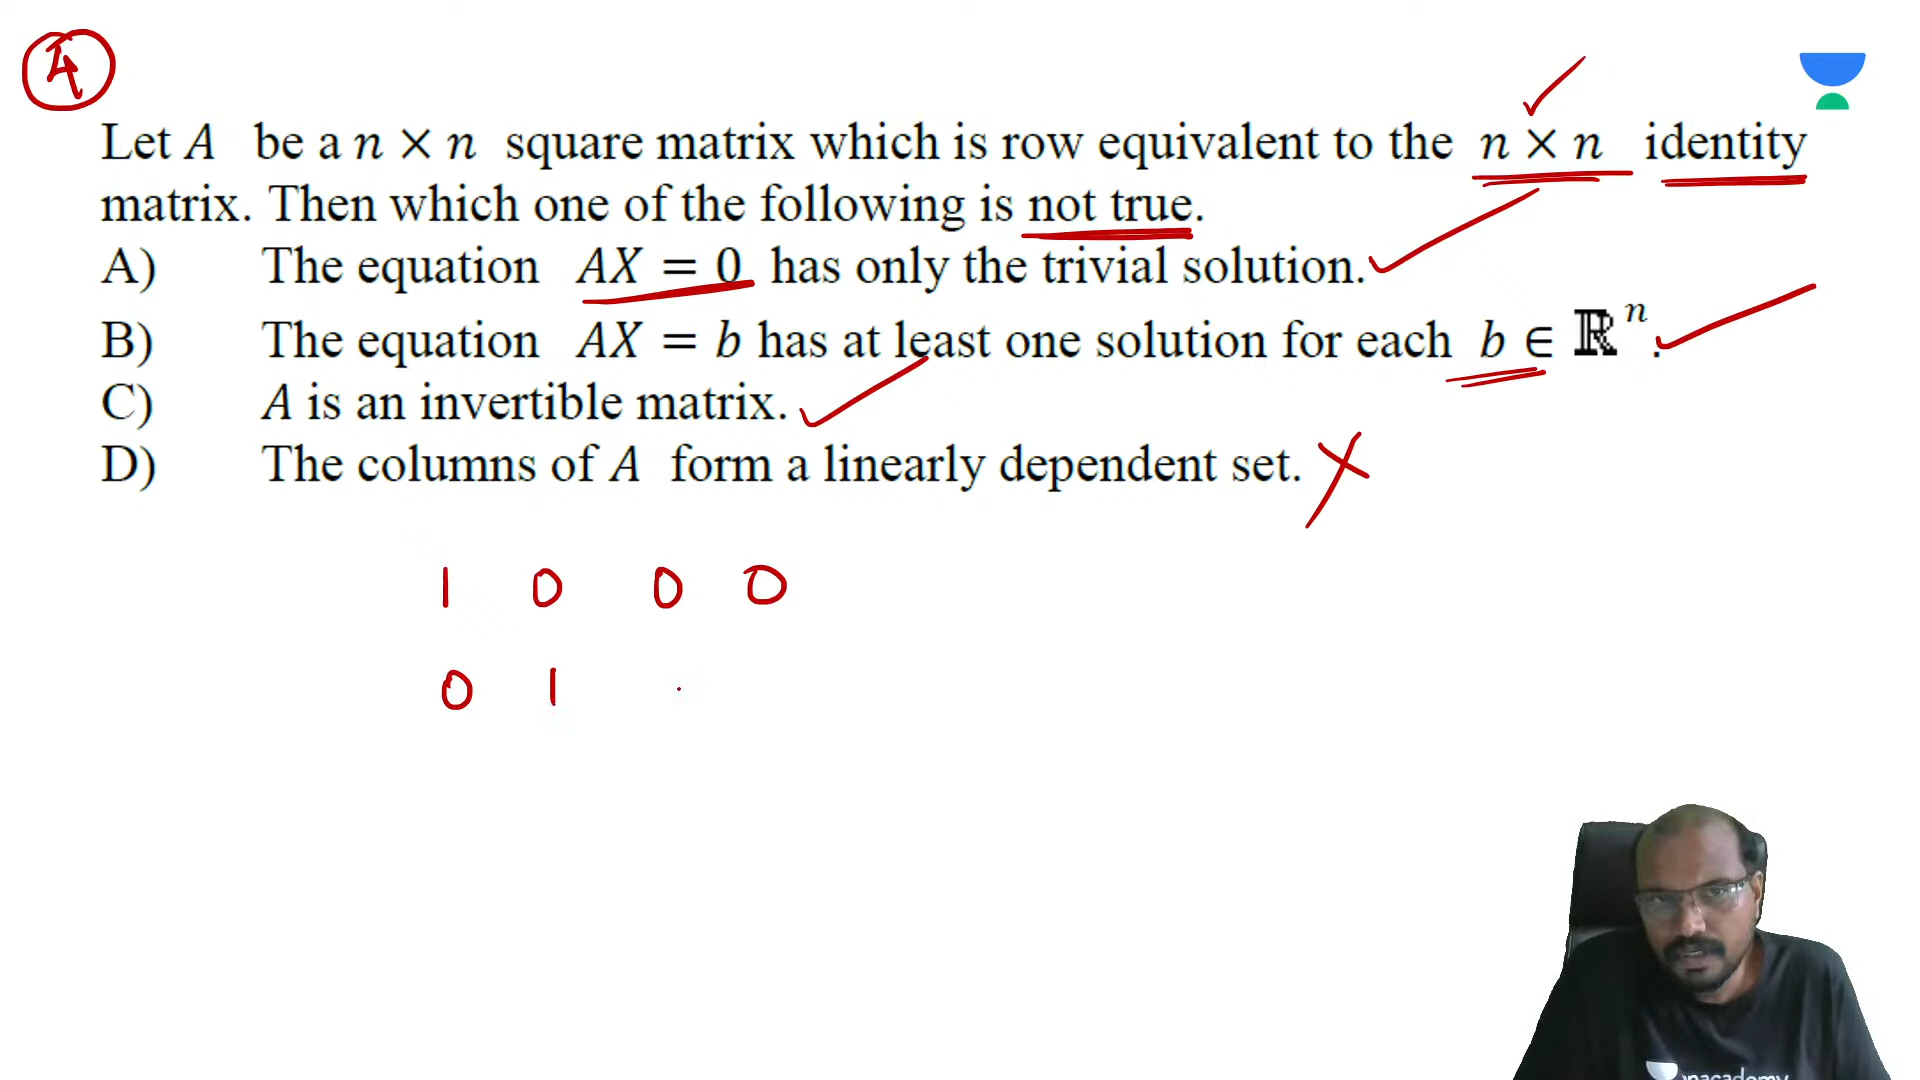 4
Let A be a n × n square matrix which is row equivalent to the n × n identity
matrix. Then which one of the following is not true.
A) The equation AX = 0 has only the trivial solution.
B) The equation AX = b has at least one solution for each b ∈ ℝⁿ.
C) A is an invertible matrix.
D) The columns of A form a linearly dependent set.
1 0 0 0
0 1
unacademy